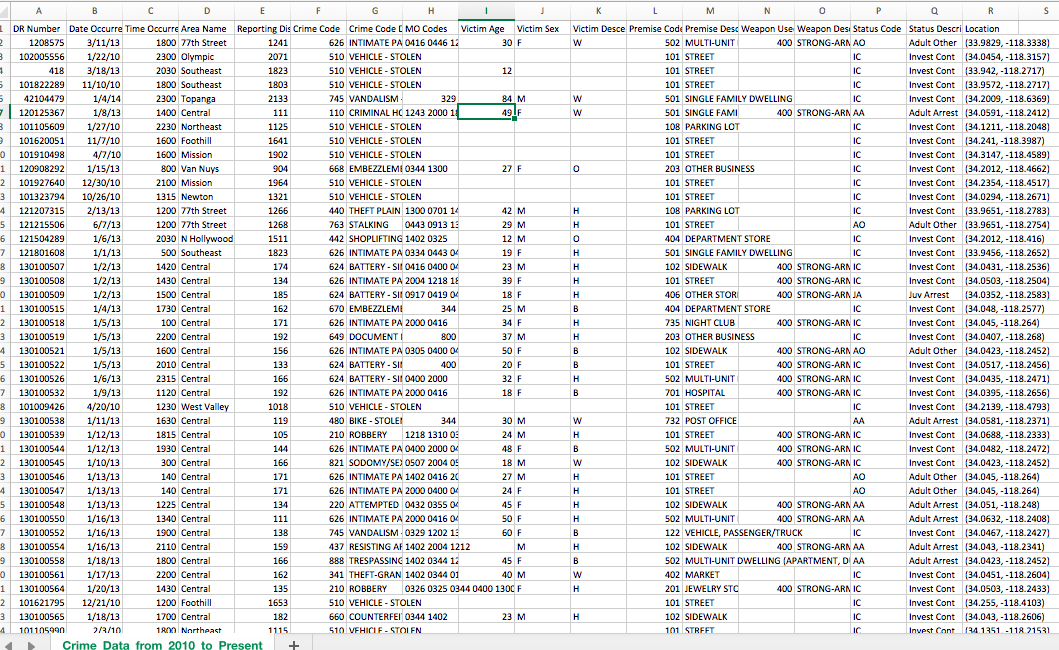 A B C D E F G H I J K L M N O P Q R S
DR Number Date Occurre Time Occurre Area Name Reporting Dis Crime Code Crime Code D MO Codes Victim Age Victim Sex Victim Desce Premise Code Premise Desc Weapon Use Weapon Desc Status Code Status Descri Location
1208575 3/11/13 1800 77th Street 1241 626 INTIMATE PA 0416 0446 12 30 F W 502 MULTI-UNIT 400 STRONG-ARM AO Adult Other (33.9829, -118.3338)
102005556 1/22/10 2300 Olympic 2071 510 VEHICLE - STOLEN 101 STREET IC Invest Cont (34.0454, -118.3157)
418 3/18/13 2030 Southeast 1823 510 VEHICLE - STOLEN 12 101 STREET IC Invest Cont (33.942, -118.2717)
101822289 11/10/10 1800 Southeast 1803 510 VEHICLE - STOLEN 101 STREET IC Invest Cont (33.9572, -118.2717)
42104479 1/4/14 2300 Topanga 2133 745 VANDALISM - 329 84 M W 501 SINGLE FAMILY DWELLING IC Invest Cont (34.2009, -118.6369)
120125367 1/8/13 1400 Central 111 110 CRIMINAL HO 1243 2000 18 49 F W 501 SINGLE FAMI 400 STRONG-ARM AA Adult Arrest (34.0591, -118.2412)
101105609 1/27/10 2230 Northeast 1125 510 VEHICLE - STOLEN 108 PARKING LOT IC Invest Cont (34.1211, -118.2048)
101620051 11/7/10 1600 Foothill 1641 510 VEHICLE - STOLEN 101 STREET IC Invest Cont (34.241, -118.3987)
101910498 4/7/10 1600 Mission 1902 510 VEHICLE - STOLEN 101 STREET IC Invest Cont (34.3147, -118.4589)
120908292 1/15/13 800 Van Nuys 904 668 EMBEZZLEME 0344 1300 27 F O 203 OTHER BUSINESS IC Invest Cont (34.2012, -118.4662)
101927640 12/30/10 2100 Mission 1964 510 VEHICLE - STOLEN 101 STREET IC Invest Cont (34.2354, -118.4517)
101323794 10/26/10 1315 Newton 1321 510 VEHICLE - STOLEN 101 STREET IC Invest Cont (34.0294, -118.2671)
121207315 2/13/13 1200 77th Street 1266 440 THEFT PLAIN 1300 0701 14 42 M H 108 PARKING LOT IC Invest Cont (33.9651, -118.2783)
121215506 6/7/13 1200 77th Street 1268 763 STALKING 0443 0913 13 29 M H 101 STREET AO Adult Other (33.9651, -118.2754)
121504289 1/6/13 2030 N Hollywood 1511 442 SHOPLIFTING 1402 0325 12 M O 404 DEPARTMENT STORE IC Invest Cont (34.2012, -118.416)
121801608 1/1/13 500 Southeast 1823 626 INTIMATE PA 0334 0443 04 19 F H 501 SINGLE FAMILY DWELLING IC Invest Cont (33.9456, -118.2652)
130100507 1/2/13 1420 Central 174 624 BATTERY - SIM 0416 0400 04 23 M H 102 SIDEWALK 400 STRONG-ARM IC Invest Cont (34.0431, -118.2536)
130100508 1/2/13 1430 Central 134 626 INTIMATE PA 2004 1218 18 39 F H 101 STREET 400 STRONG-ARM IC Invest Cont (34.0503, -118.2504)
130100509 1/2/13 1500 Central 185 624 BATTERY - SIM 0917 0419 04 18 F H 406 OTHER STOR 400 STRONG-ARM JA Juv Arrest (34.0352, -118.2583)
130100515 1/4/13 1730 Central 162 670 EMBEZZLEME 344 M B 404 DEPARTMENT STORE IC Invest Cont (34.048, -118.2577)
130100518 1/5/13 100 Central 171 626 INTIMATE PA 2000 0416 34 F H 735 NIGHT CLUB 400 STRONG-ARM IC Invest Cont (34.045, -118.264)
130100519 1/5/13 2200 Central 192 649 DOCUMENT 800 37 M H 203 OTHER BUSINESS IC Invest Cont (34.0407, -118.268)
130100521 1/5/13 1600 Central 156 626 INTIMATE PA 0305 0400 04 50 F B 102 SIDEWALK 400 STRONG-ARM AO Adult Other (34.0423, -118.2452)
130100522 1/5/13 2010 Central 133 624 BATTERY - SIM 400 20 F B 101 STREET 400 STRONG-ARM IC Invest Cont (34.0517, -118.2456)
130100526 1/6/13 2315 Central 166 624 BATTERY - SIM 0400 2000 32 F H 502 MULTI-UNIT 400 STRONG-ARM IC Invest Cont (34.0435, -118.2471)
130100532 1/9/13 1120 Central 192 626 INTIMATE PA 2000 0416 18 F B 701 HOSPITAL 400 STRONG-ARM IC Invest Cont (34.0395, -118.2656)
101009426 4/20/10 1230 West Valley 1018 510 VEHICLE - STOLEN 101 STREET IC Invest Cont (34.2139, -118.4793)
130100538 1/11/13 1630 Central 119 480 BIKE - STOLEN 344 30 M W 732 POST OFFICE AA Adult Arrest (34.0581, -118.2371)
130100539 1/12/13 1815 Central 105 210 ROBBERY 1218 1310 03 24 M H 101 STREET 400 STRONG-ARM IC Invest Cont (34.0688, -118.2333)
130100544 1/12/13 1930 Central 144 626 INTIMATE PA 0400 2000 04 48 F B 502 MULTI-UNIT 400 STRONG-ARM IC Invest Cont (34.0482, -118.2472)
130100545 1/10/13 300 Central 166 821 SODOMY/SEX 0507 2004 05 18 M W 102 SIDEWALK 400 STRONG-ARM IC Invest Cont (34.0423, -118.2452)
130100546 1/13/13 140 Central 171 626 INTIMATE PA 1402 0416 20 27 M H 101 STREET AO Adult Other (34.045, -118.264)
130100547 1/13/13 140 Central 171 626 INTIMATE PA 2000 0400 04 24 F H 101 STREET AO Adult Other (34.045, -118.264)
130100548 1/13/13 1225 Central 134 220 ATTEMPTED 0432 0355 04 45 F H 102 SIDEWALK 400 STRONG-ARM AA Adult Arrest (34.051, -118.248)
130100550 1/16/13 1340 Central 111 626 INTIMATE PA 2000 0416 04 50 F H 502 MULTI-UNIT 400 STRONG-ARM AA Adult Arrest (34.0632, -118.2408)
130100552 1/16/13 1900 Central 138 745 VANDALISM - 0329 1202 13 60 F B 122 VEHICLE, PASSENGER/TRUCK IC Invest Cont (34.0467, -118.2427)
130100554 1/16/13 2110 Central 159 437 RESISTING AR 1402 2004 1212 M H 102 SIDEWALK 400 STRONG-ARM AA Adult Arrest (34.043, -118.2341)
130100558 1/18/13 1800 Central 166 888 TRESPASSING 1402 0344 12 45 F B 502 MULTI-UNIT DWELLING (APARTMENT, DU AA Adult Arrest (34.0423, -118.2452)
130100561 1/17/13 2200 Central 162 341 THEFT-GRAN 1402 0344 01 40 M W 402 MARKET IC Invest Cont (34.0451, -118.2604)
130100564 1/20/13 1430 Central 135 210 ROBBERY 0326 0325 0344 0400 1300 F H 201 JEWELRY STO 400 STRONG-ARM IC Invest Cont (34.0503, -118.2433)
101621795 12/21/10 1200 Foothill 1653 510 VEHICLE - STOLEN 101 STREET IC Invest Cont (34.255, -118.4103)
130100565 1/18/13 1700 Central 182 660 COUNTERFEIT 0344 1402 23 M H 102 SIDEWALK IC Invest Cont (34.043, -118.2606)
101105990 2/3/10 1800 Northeast 1115 510 VEHICLE - STOLEN 101 STREET IC Invest Cont (34.1351, -118.2153)
Crime Data from 2010 to Present +